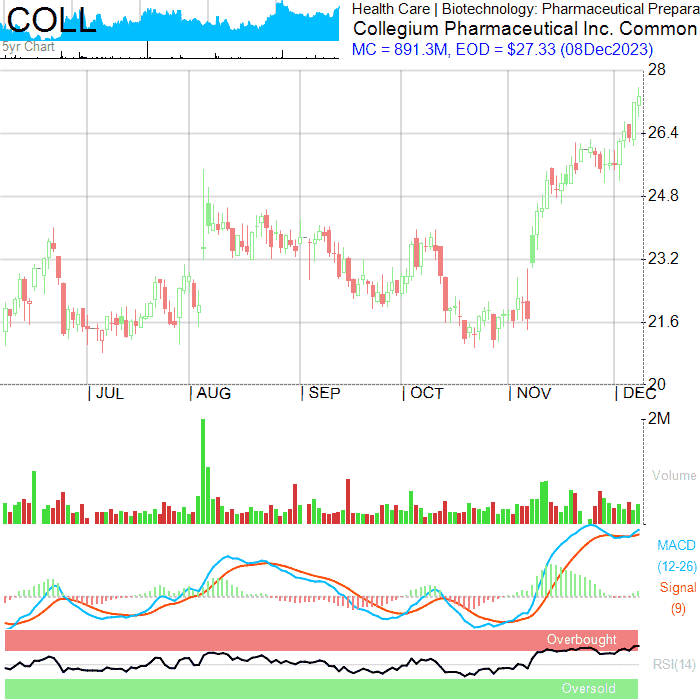 COLL
5yr Chart
Health Care | Biotechnology: Pharmaceutical Prepara
Collegium Pharmaceutical Inc. Common
MC = 891.3M, EOD = $27.33 (08Dec2023)
28
26.4
24.8
23.2
21.6
20
JUL AUG SEP OCT NOV DEC
2M
Volume
MACD
(12-26)
Signal
(9)
Overbought
RSI(14)
Oversold